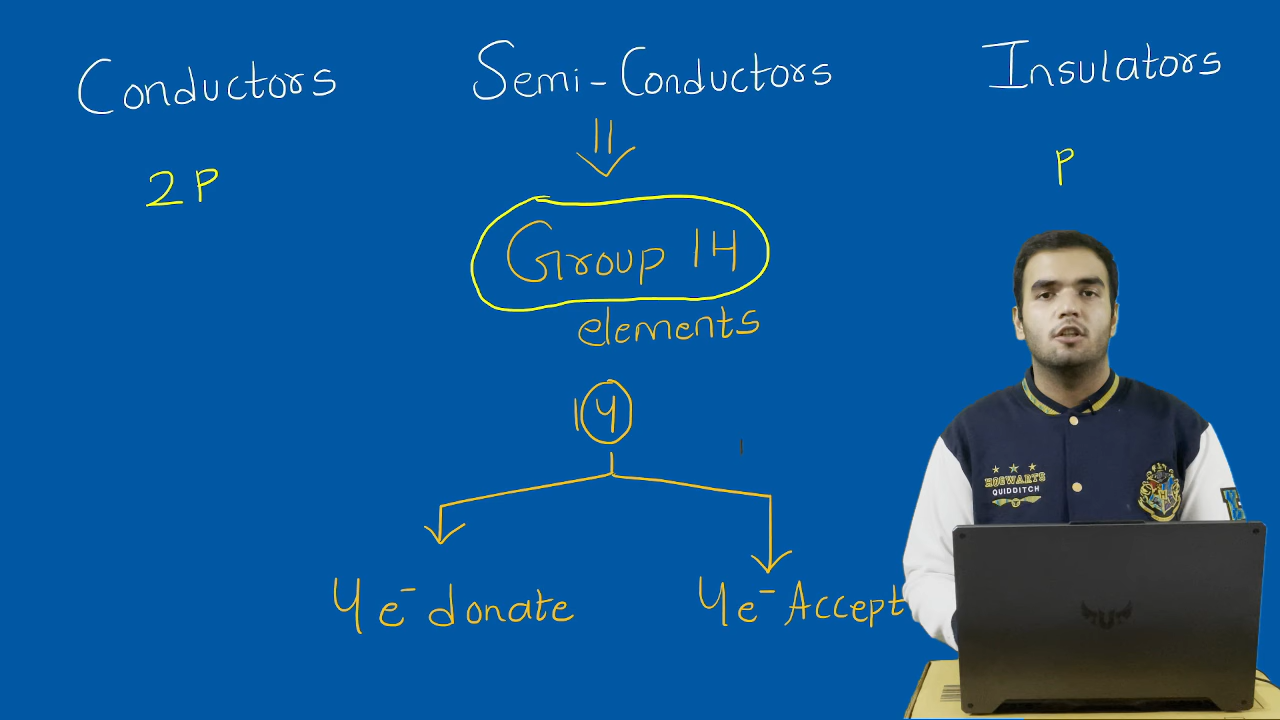 Conductors Semi-Conductors Insulators
2P P
Group 14
elements
14
4e⁻ donate 4e⁻ Accept
HOGWARTS
QUIDDITCH